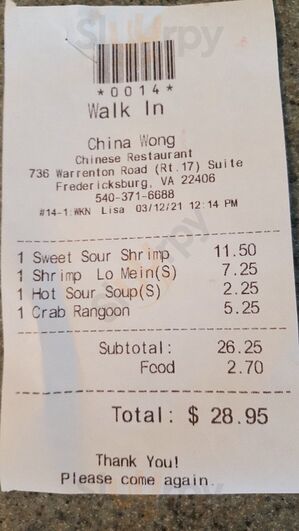 *0014*
Walk In
China Wong
Chinese Restaurant
736 Warrenton Road (Rt.17) Suite
Fredericksburg, VA 22406
540-371-6688
#14-1:WKN Lisa 03/12/21 12:14 PM
1 Sweet Sour Shrimp 11.50
1 Shrimp Lo Mein(S) 7.25
1 Hot Sour Soup(S) 2.25
1 Crab Rangoon 5.25
Subtotal: 26.25
Food 2.70
Total: $ 28.95
Thank You!
Please come again.